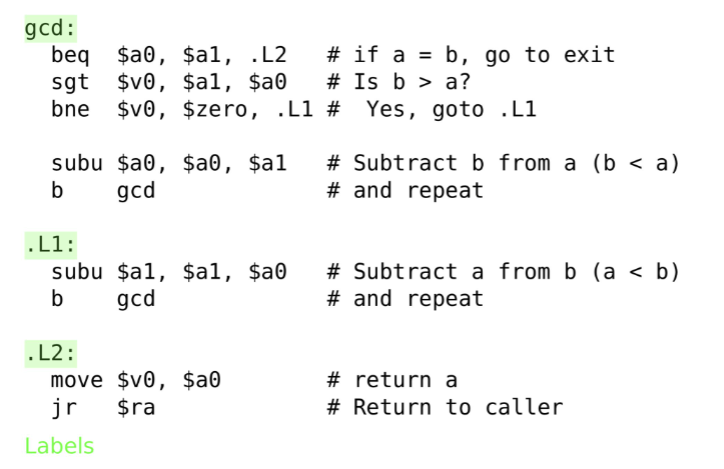 gcd:
beq $a0, $a1, .L2 # if a = b, go to exit
sgt $v0, $a1, $a0 # Is b > a?
bne $v0, $zero, .L1 # Yes, goto .L1
subu $a0, $a0, $a1 # Subtract b from a (b < a)
b gcd # and repeat
.L1:
subu $a1, $a1, $a0 # Subtract a from b (a < b)
b gcd # and repeat
.L2:
move $v0, $a0 # return a
jr $ra # Return to caller
Labels